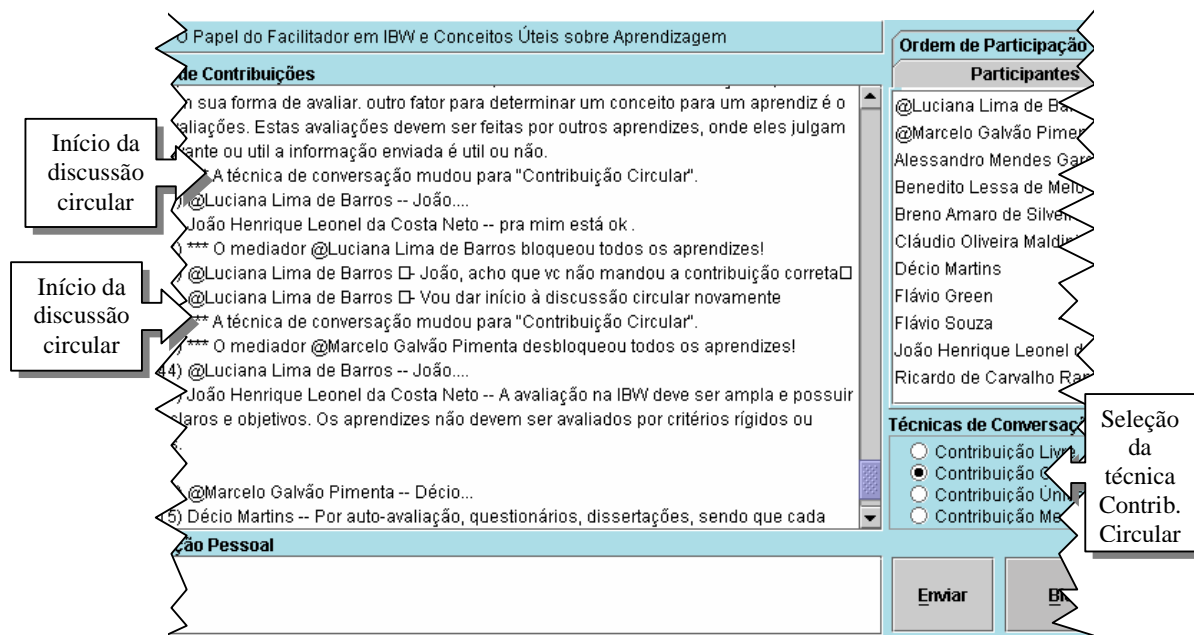 O Papel do Facilitador em IBW e Conceitos Úteis sobre Aprendizagem
de Contribuições
sua forma de avaliar. outro fator para determinar um conceito para um aprendiz é o
aliações. Estas avaliações devem ser feitas por outros aprendizes, onde eles julgam
ante ou util a informação enviada é util ou não.
*** A técnica de conversação mudou para "Contribuição Circular".
) @Luciana Lima de Barros -- João....
João Henrique Leonel da Costa Neto -- pra mim está ok .
) *** O mediador @Luciana Lima de Barros bloqueou todos os aprendizes!
) @Luciana Lima de Barros □- João, acho que vc não mandou a contribuição correta□
@Luciana Lima de Barros □- Vou dar início à discussão circular novamente
*** A técnica de conversação mudou para "Contribuição Circular".
) *** O mediador @Marcelo Galvão Pimenta desbloqueou todos os aprendizes!
44) @Luciana Lima de Barros -- João....
) João Henrique Leonel da Costa Neto -- A avaliação na IBW deve ser ampla e possuir
laros e objetivos. Os aprendizes não devem ser avaliados por critérios rígidos ou
s.
@Marcelo Galvão Pimenta -- Décio...
15) Décio Martins -- Por auto-avaliação, questionários, dissertações, sendo que cada
ção Pessoal
Início da
discussão
circular
Início da
discussão
circular
Ordem de Participação
Participantes
@Luciana Lima de Ba
@Marcelo Galvão Pimen
Alessandro Mendes Garc
Benedito Lessa de Melo
Breno Amaro de Silve
Cláudio Oliveira Maldi
Décio Martins
Flávio Green
Flávio Souza
João Henrique Leonel d
Ricardo de Carvalho Ra
Técnicas de Conversaç
Contribuição Livre
Contribuição C
Contribuição Úni
Contribuição Me
Seleção
da
técnica
Contrib.
Circular
Enviar